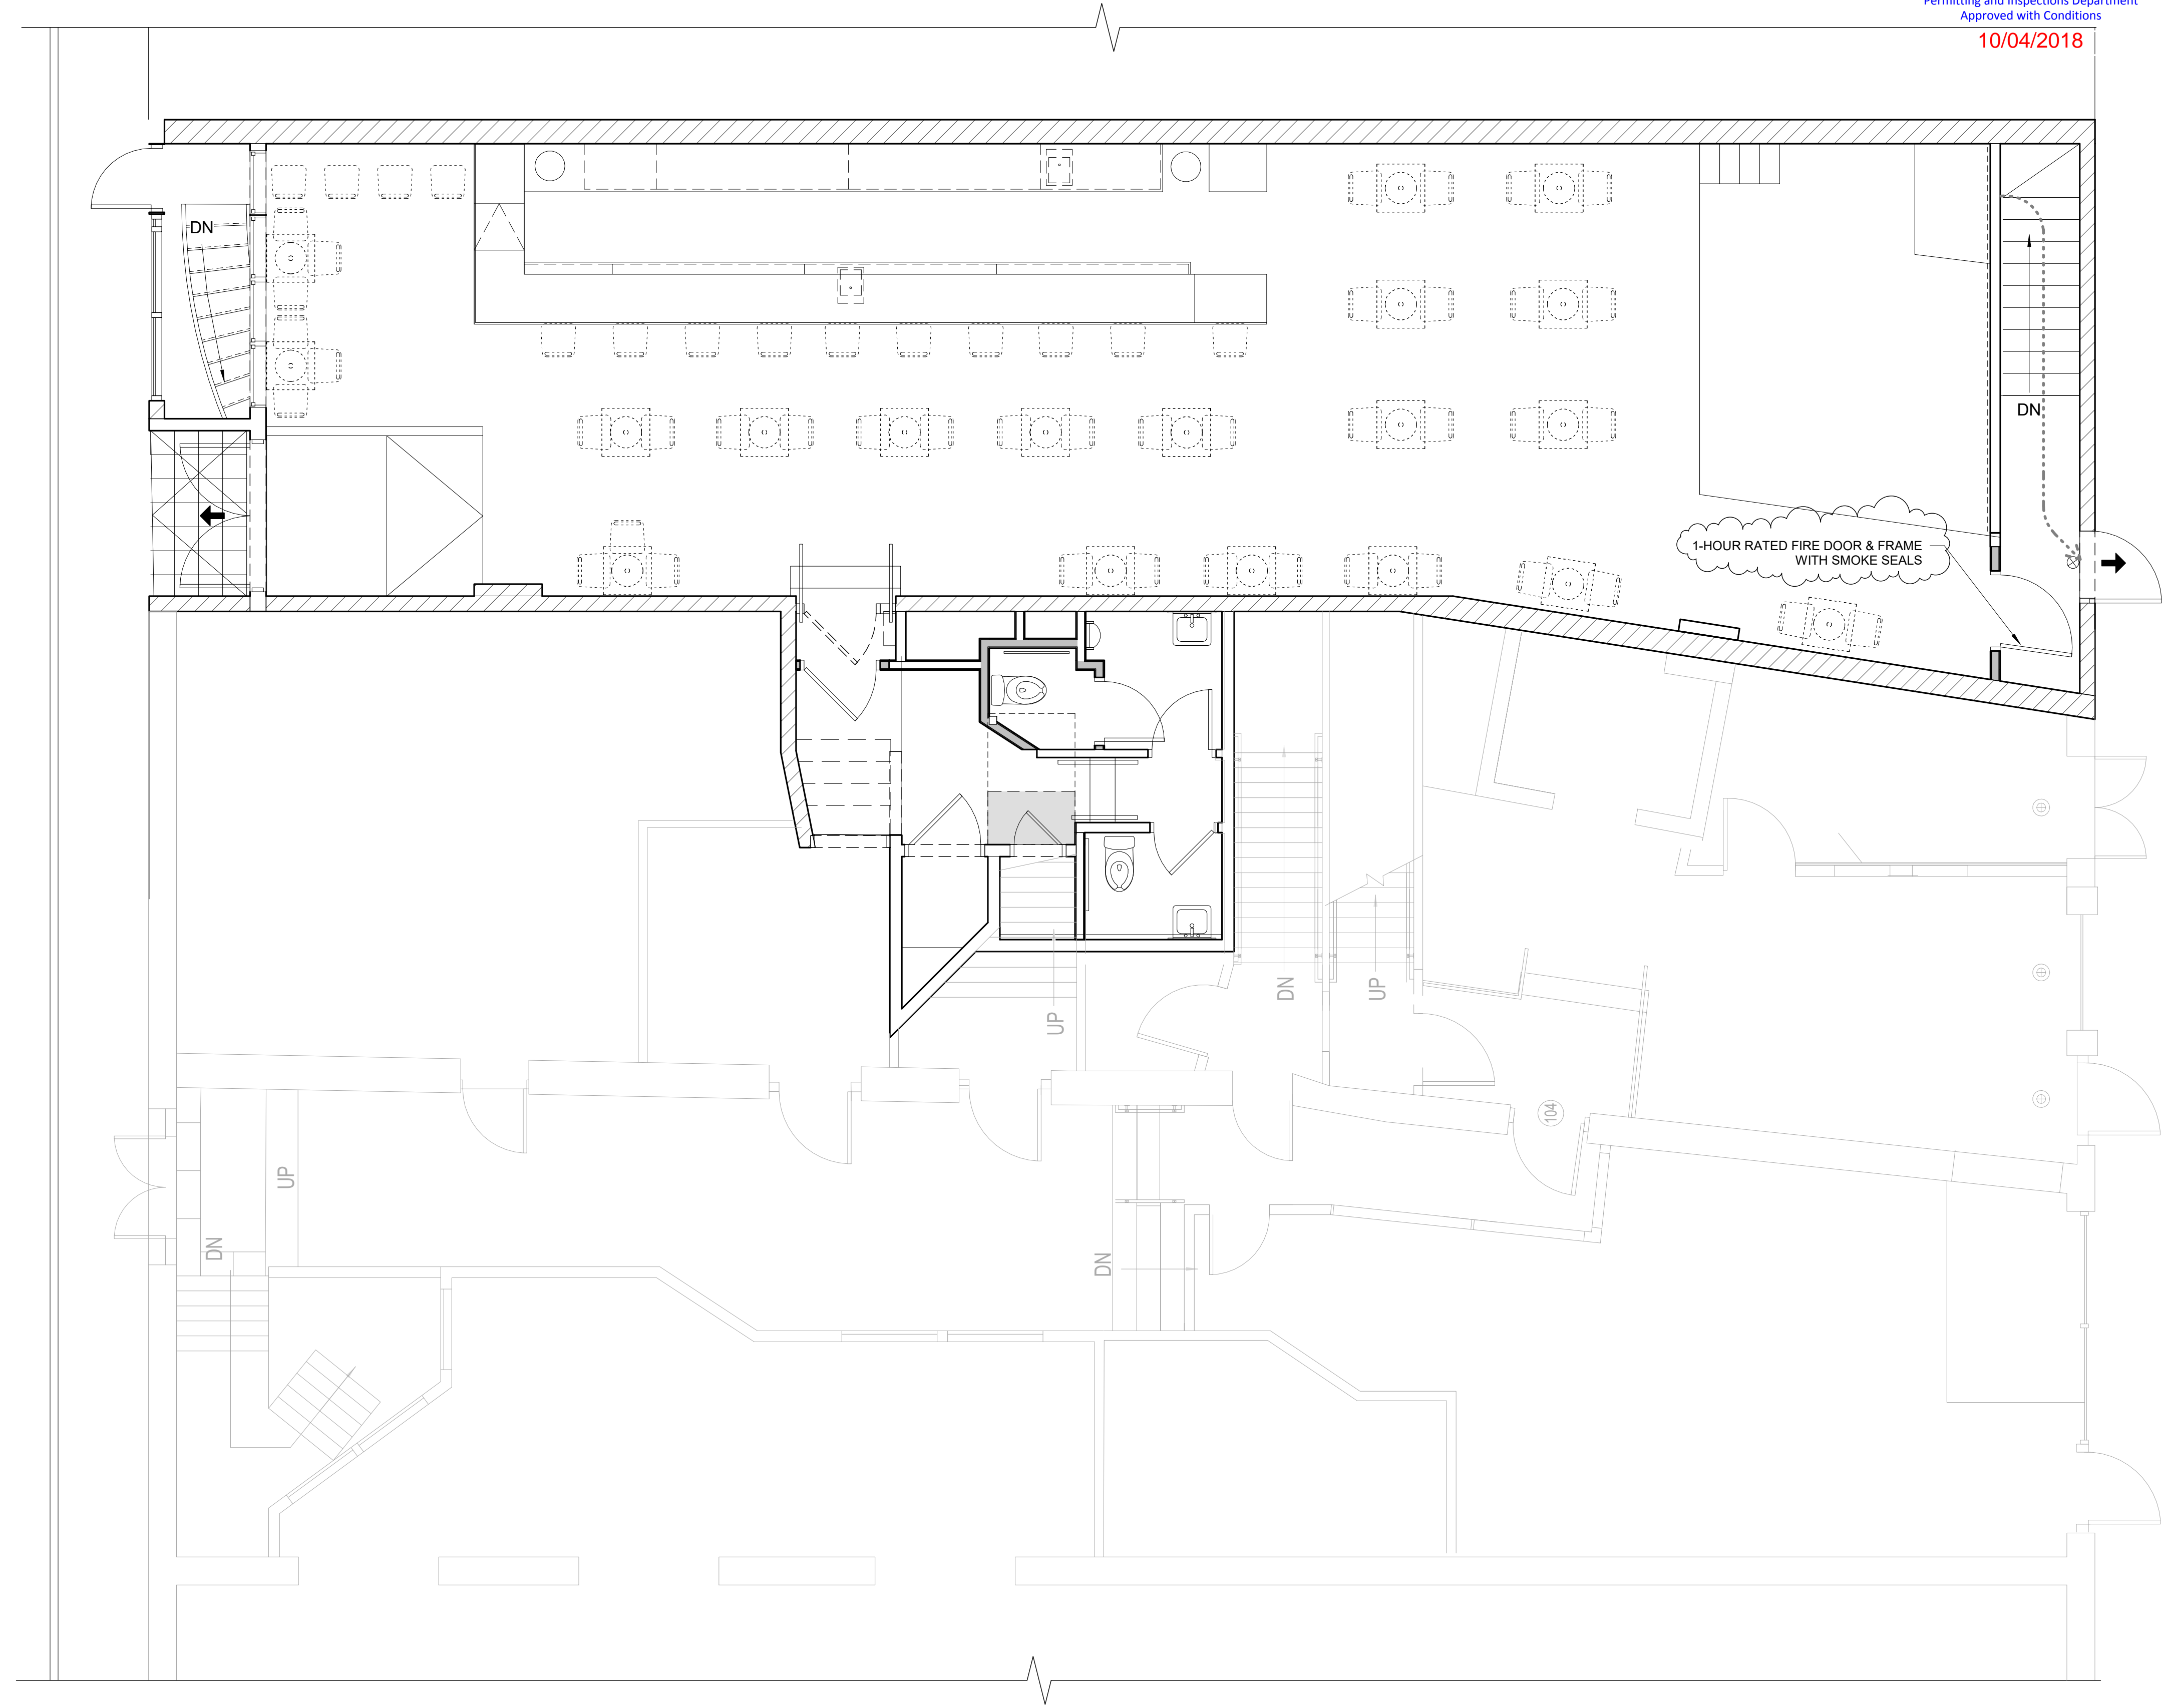 Permitting and Inspections Department
Approved with Conditions
10/04/2018
DN
DN
1-HOUR RATED FIRE DOOR & FRAME
WITH SMOKE SEALS
DN
UP
UP
104
UP
DN
DN